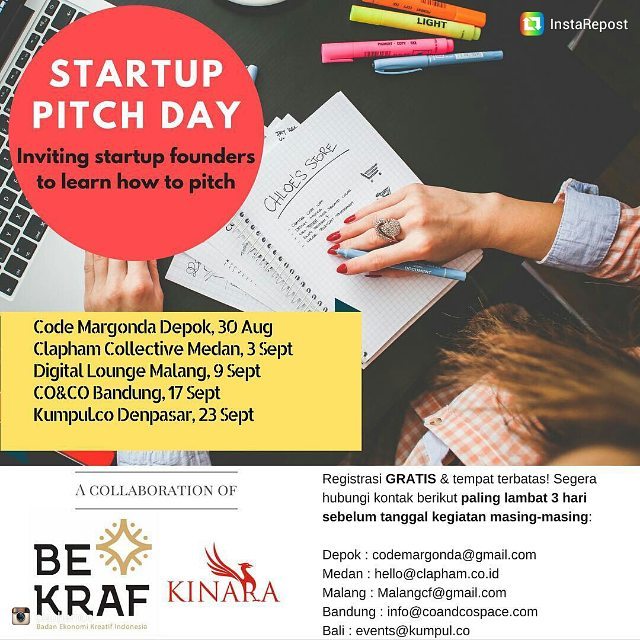 InstaRepost
LIGHT
STARTUP
PITCH DAY
Inviting startup founders
to learn how to pitch
CHLOE'S STORE
DOCUMENT
Code Margonda Depok, 30 Aug
Clapham Collective Medan, 3 Sept
Digital Lounge Malang, 9 Sept
CO&CO Bandung, 17 Sept
Kumpul.co Denpasar, 23 Sept
A COLLABORATION OF
BE
KRAF
Badan Ekonomi Kreatif Indonesia
KINARA
Registrasi GRATIS & tempat terbatas! Segera
hubungi kontak berikut paling lambat 3 hari
sebelum tanggal kegiatan masing-masing:
Depok : codemargonda@gmail.com
Medan : hello@clapham.co.id
Malang : Malangcf@gmail.com
Bandung : info@coandcospace.com
Bali : events@kumpul.co